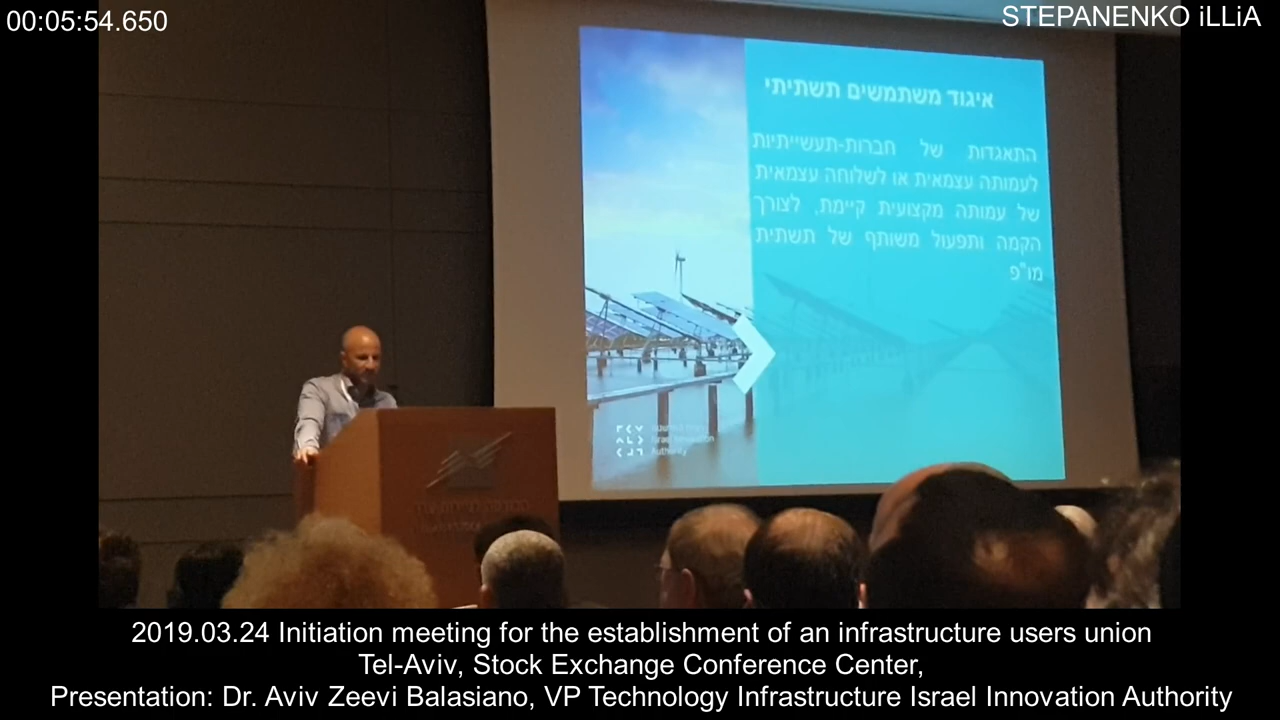 00:05:54.650
STEPANENKO iLLiA
איגוד משתמשים תשתיתי
התאגדות של חברות-תעשייתיות
לעמותה עצמאית או לשלוחה עצמאית
של עמותה מקצועית קיימת, לצורך
הקמה ותפעול משותף של תשתית
מו"פ
Israel Innovation
Authority
2019.03.24 Initiation meeting for the establishment of an infrastructure users union
Tel-Aviv, Stock Exchange Conference Center,
Presentation: Dr. Aviv Zeevi Balasiano, VP Technology Infrastructure Israel Innovation Authority